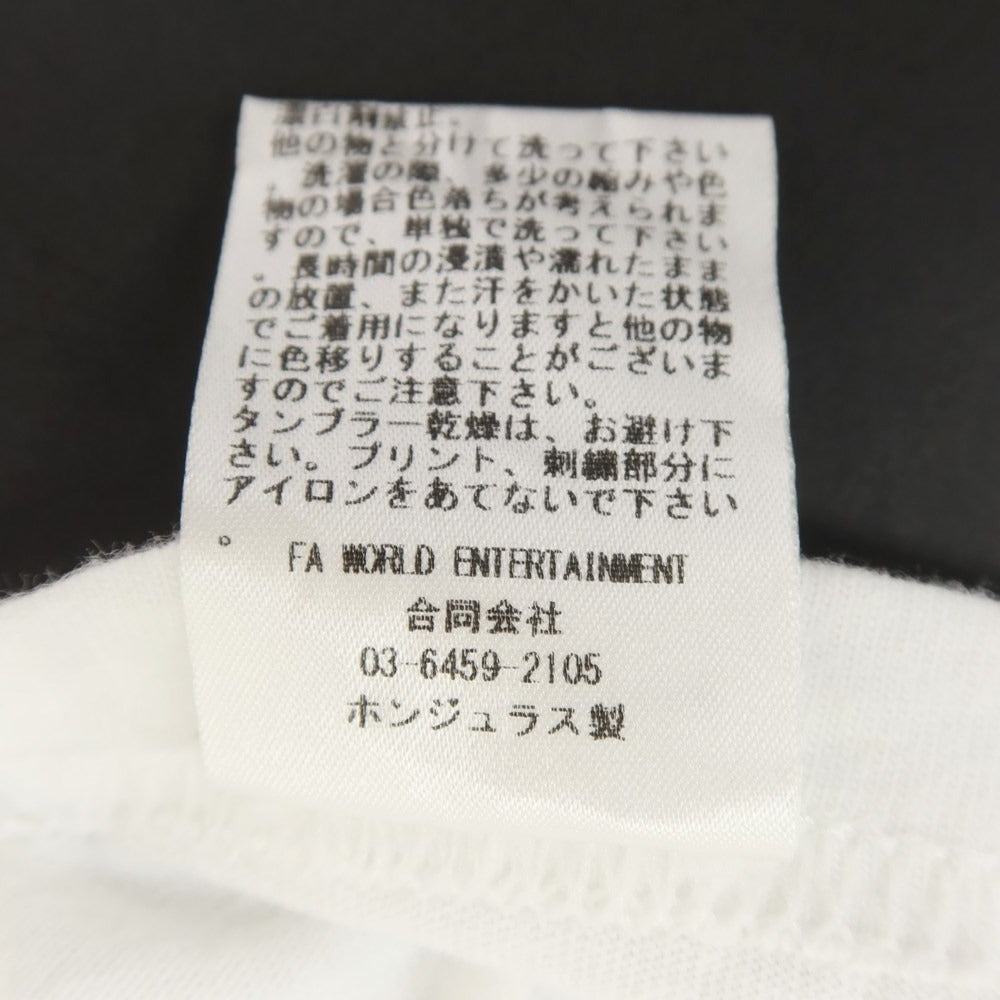 漂白剤禁止。
他の物と分けて洗って下さい
。洗濯の際、多少の縮みや色
物の場合色落ちが考えられま
すので、単独で洗って下さい
。長時間の浸漬や濡れたまま
の放置、また汗をかいた状態
でご着用になりますと他の物
に色移りすることがございま
すのでご注意下さい。
タンブラー乾燥は、お避け下
さい。プリント、刺繍部分に
アイロンをあてないで下さい
。
FA WORLD ENTERTAINMENT
合同会社
03-6459-2105
ホンジュラス製